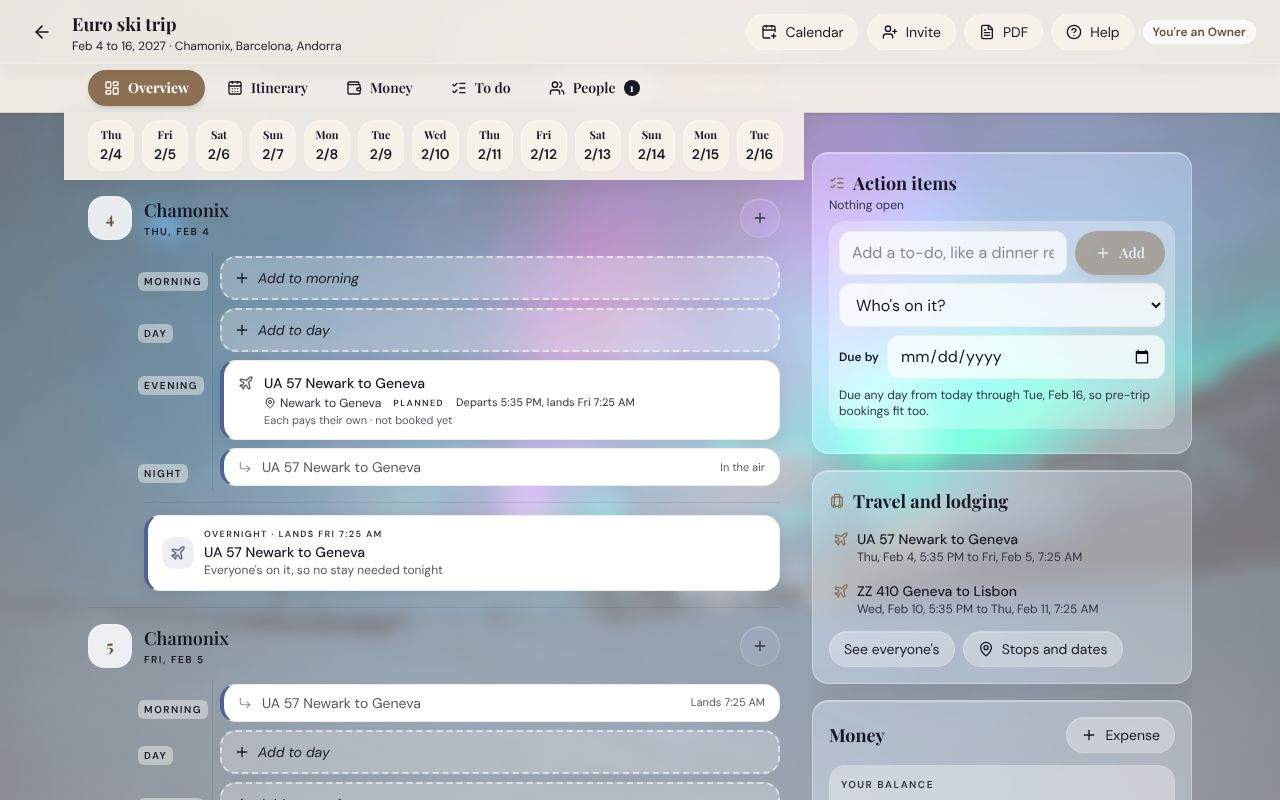 Euro ski trip
Feb 4 to 16, 2027 · Chamonix, Barcelona, Andorra
Calendar
Invite
PDF
Help
You're an Owner
Overview
Itinerary
Money
To do
People 1
Thu 2/4
Fri 2/5
Sat 2/6
Sun 2/7
Mon 2/8
Tue 2/9
Wed 2/10
Thu 2/11
Fri 2/12
Sat 2/13
Sun 2/14
Mon 2/15
Tue 2/16
4
Chamonix
THU, FEB 4
MORNING
Add to morning
DAY
Add to day
EVENING
UA 57 Newark to Geneva
Newark to Geneva PLANNED Departs 5:35 PM, lands Fri 7:25 AM
Each pays their own · not booked yet
NIGHT
UA 57 Newark to Geneva
In the air
OVERNIGHT · LANDS FRI 7:25 AM
UA 57 Newark to Geneva
Everyone's on it, so no stay needed tonight
5
Chamonix
FRI, FEB 5
MORNING
UA 57 Newark to Geneva
Lands 7:25 AM
DAY
Add to day
Action items
Nothing open
Add a to-do, like a dinner re
Add
Who's on it?
Due by
mm/dd/yyyy
Due any day from today through Tue, Feb 16, so pre-trip
bookings fit too.
Travel and lodging
UA 57 Newark to Geneva
Thu, Feb 4, 5:35 PM to Fri, Feb 5, 7:25 AM
ZZ 410 Geneva to Lisbon
Wed, Feb 10, 5:35 PM to Thu, Feb 11, 7:25 AM
See everyone's
Stops and dates
Money
Expense
YOUR BALANCE